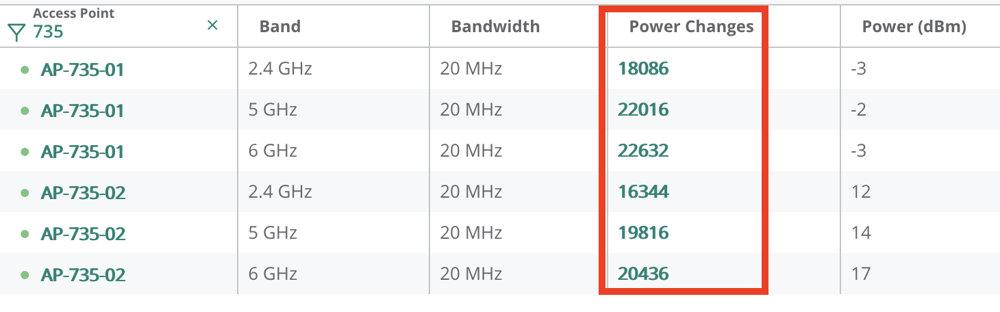 Access Point
735 × Band Bandwidth Power Changes Power (dBm)
AP-735-01 2.4 GHz 20 MHz 18086 -3
AP-735-01 5 GHz 20 MHz 22016 -2
AP-735-01 6 GHz 20 MHz 22632 -3
AP-735-02 2.4 GHz 20 MHz 16344 12
AP-735-02 5 GHz 20 MHz 19816 14
AP-735-02 6 GHz 20 MHz 20436 17